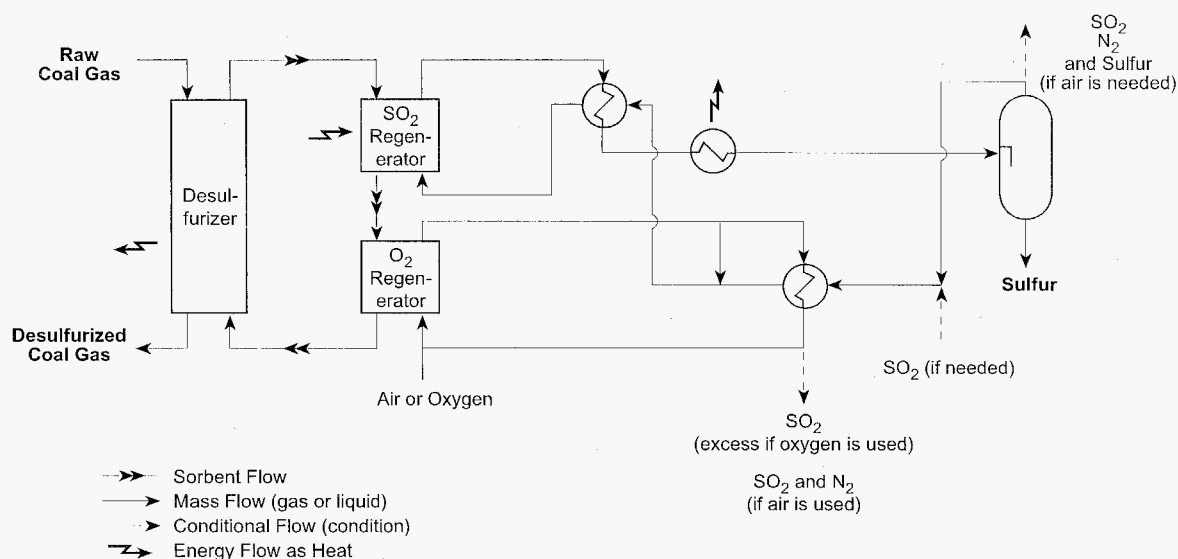 Raw
Coal Gas
Desul-
furizer
Desulfurized
Coal Gas
SO2
Regen-
erator
O2
Regen-
erator
Air or Oxygen
SO2
N2
and Sulfur
(if air is needed)
Sulfur
SO2 (if needed)
SO2
(excess if oxygen is used)
SO2 and N2
(if air is used)
Sorbent Flow
Mass Flow (gas or liquid)
Conditional Flow (condition)
Energy Flow as Heat